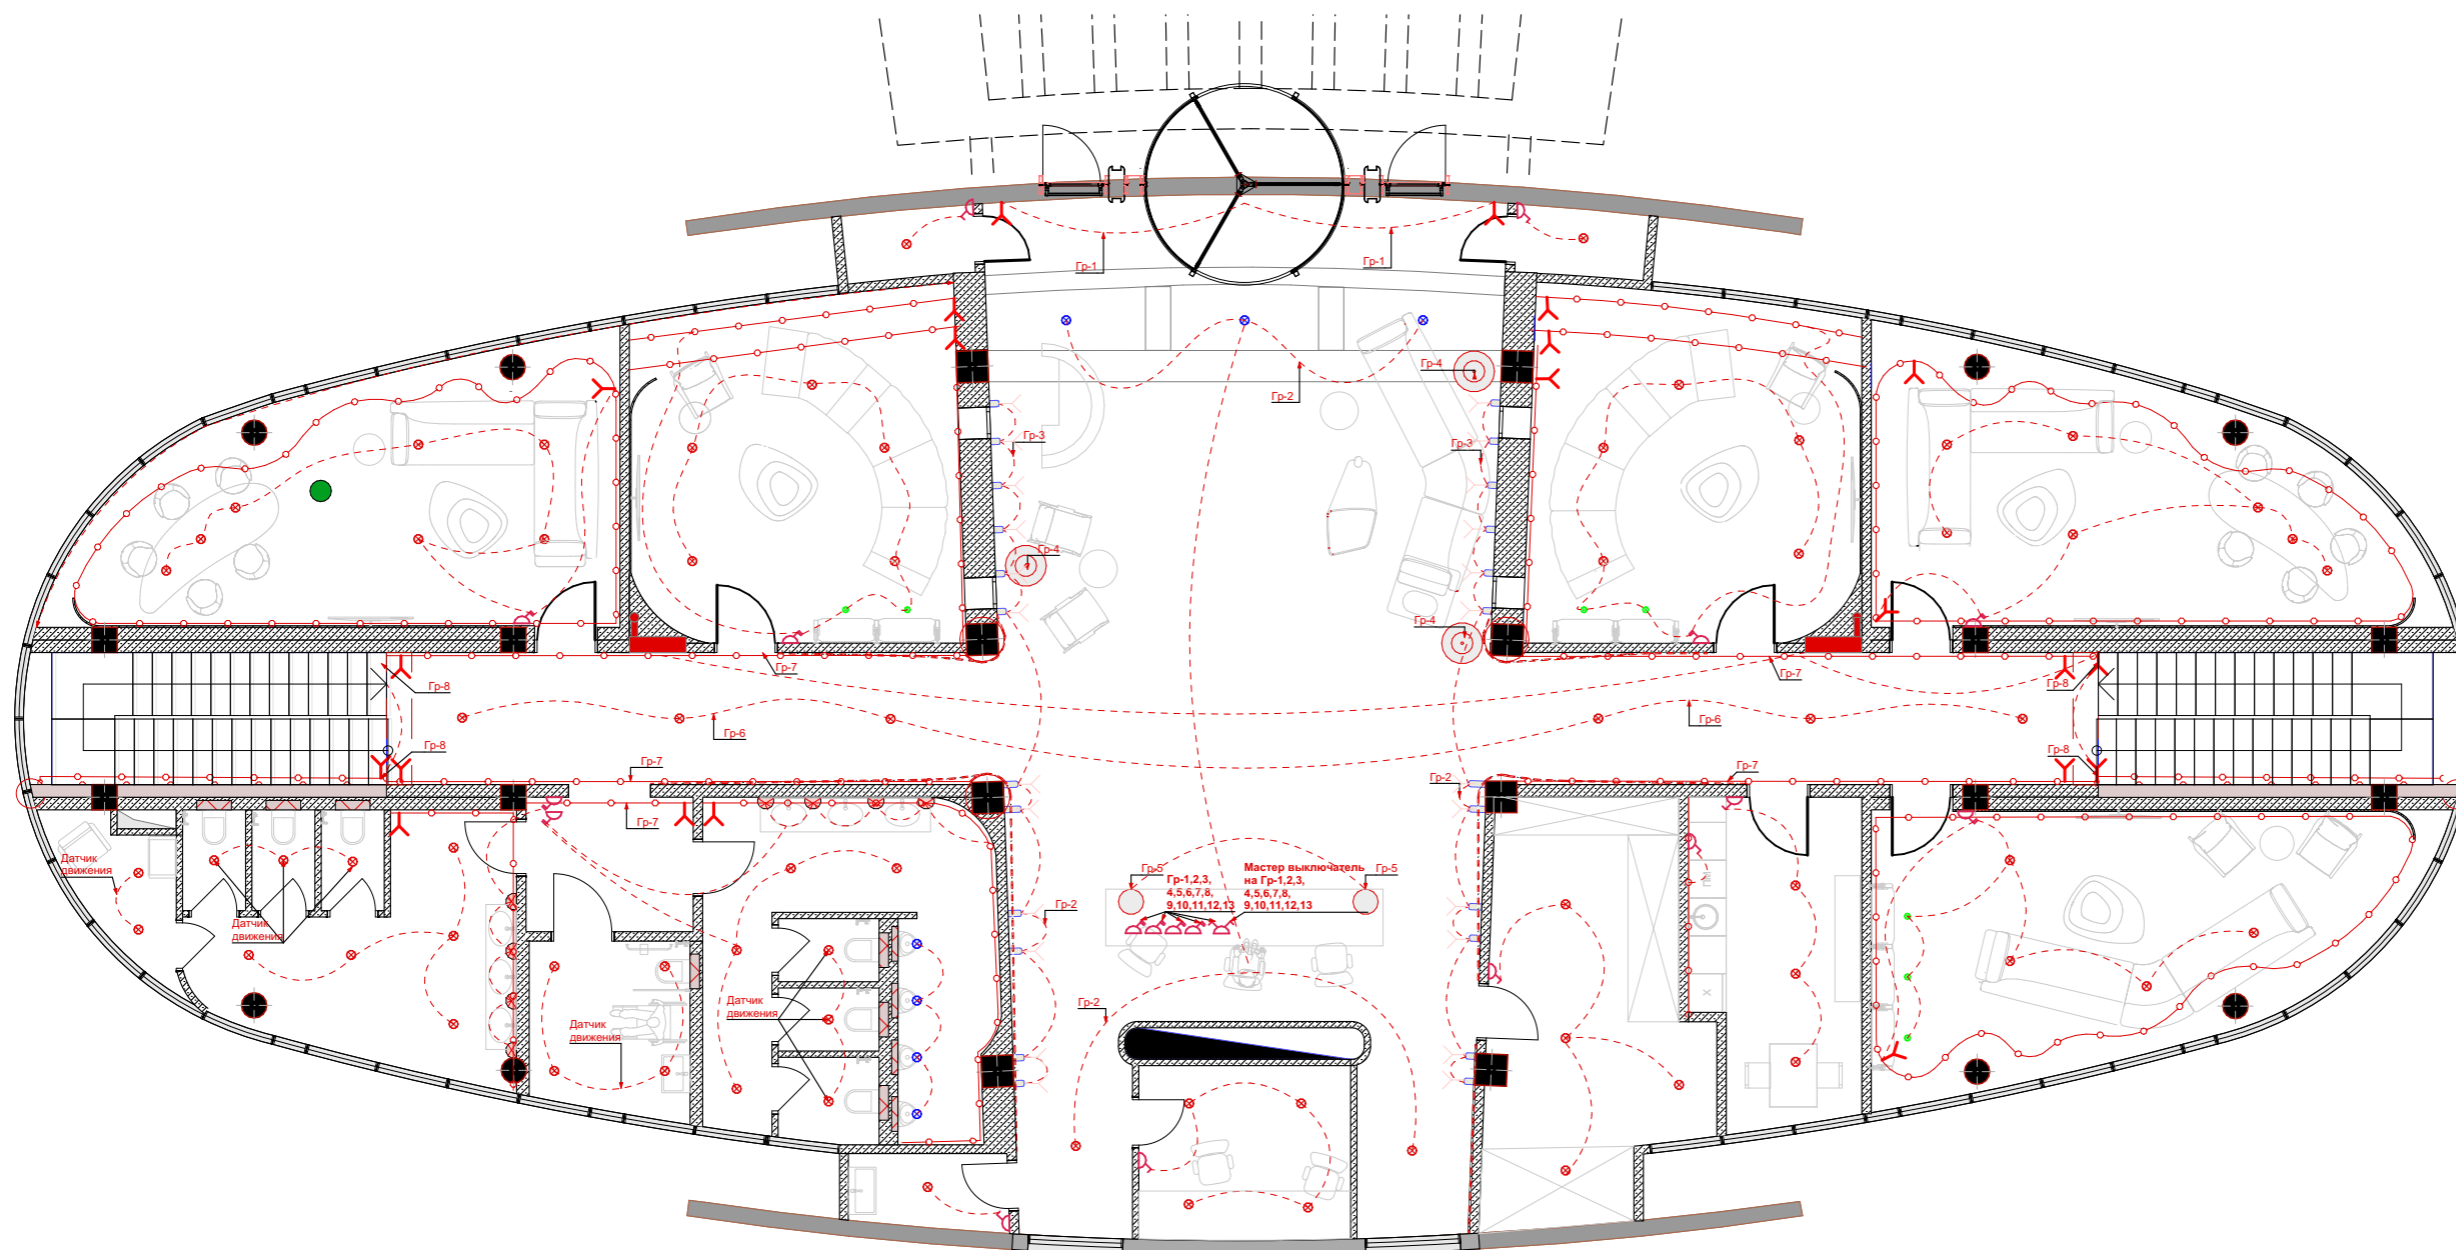 Гр-1
Гр-1
Гр-4
Гр-2
Гр-3
Гр-3
Гр-4
Гр-4
Гр-7
Гр-7
Гр-8
Гр-8
Гр-6
Гр-6
Гр-8
Гр-8
Гр-7
Гр-7
Гр-2
Гр-7
Датчик
движения
Гр-5
Гр-1,2,3,
4,5,6,7,8,
9,10,11,12,13
Мастер выключатель
на Гр-1,2,3,
4,5,6,7,8,
9,10,11,12,13
Гр-5
Гр-2
Датчик
движения
ПМ
X
Датчик
движения
Гр-2
Датчик
движения